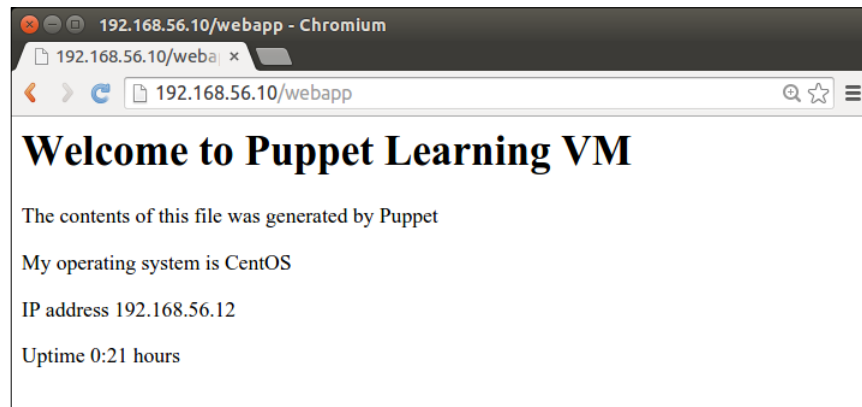 192.168.56.10/webapp - Chromium
192.168.56.10/weba
192.168.56.10/webapp
Welcome to Puppet Learning VM
The contents of this file was generated by Puppet
My operating system is CentOS
IP address 192.168.56.12
Uptime 0:21 hours